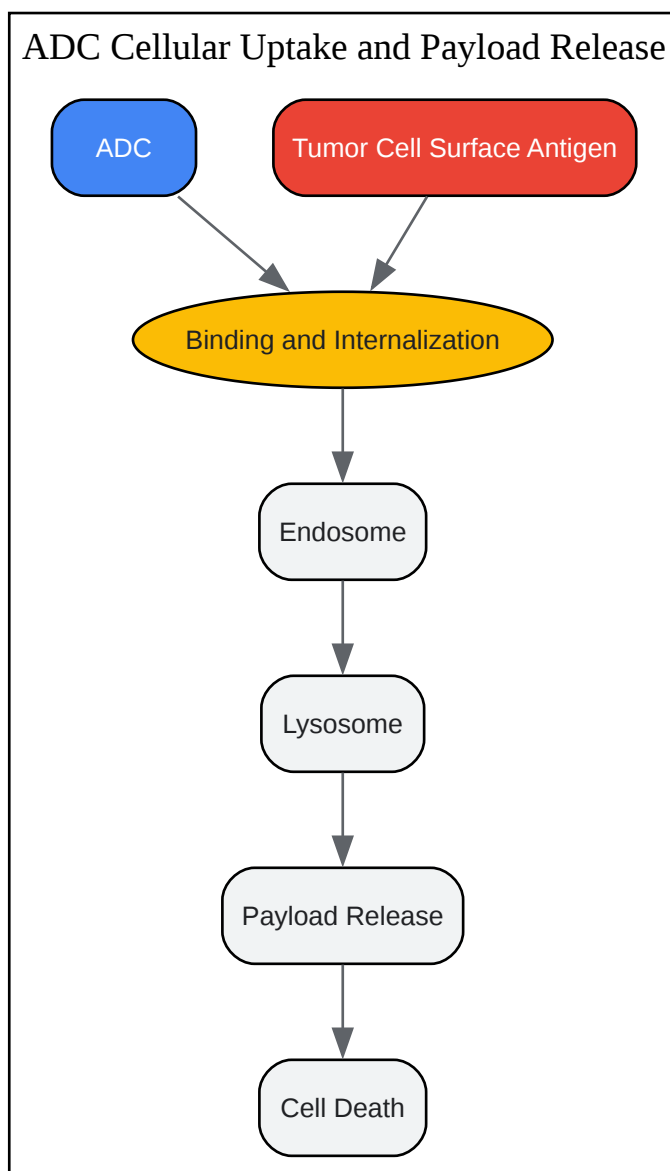 ADC Cellular Uptake and Payload Release
ADC
Tumor Cell Surface Antigen
Binding and Internalization
Endosome
Lysosome
Payload Release
Cell Death